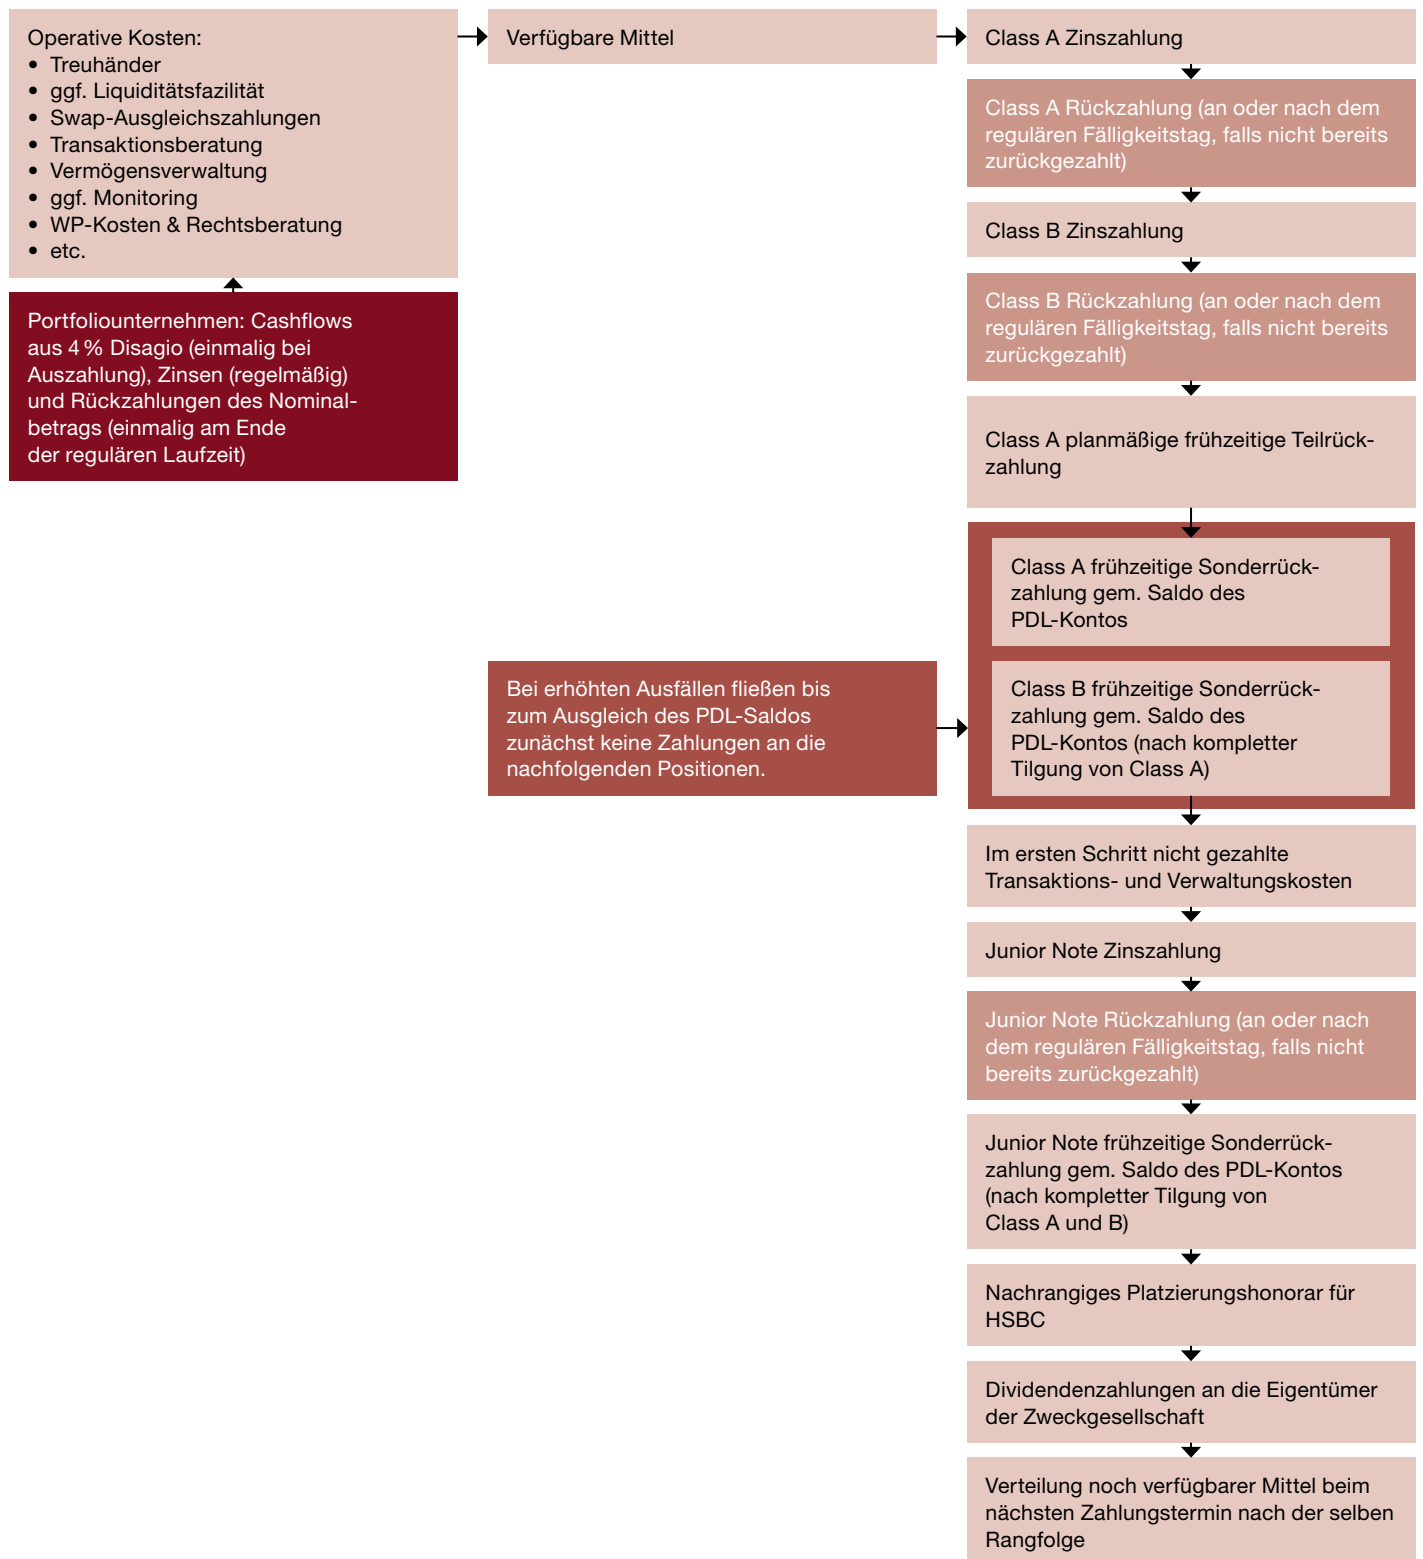 Operative Kosten:
• Treuhänder
• ggf. Liquiditätsfazilität
• Swap-Ausgleichszahlungen
• Transaktionsberatung
• Vermögensverwaltung
• ggf. Monitoring
• WP-Kosten & Rechtsberatung
• etc.
Portfoliounternehmen: Cashflows
aus 4 % Disagio (einmalig bei
Auszahlung), Zinsen (regelmäßig)
und Rückzahlungen des Nominal-
betrags (einmalig am Ende
der regulären Laufzeit)
Verfügbare Mittel
Class A Zinszahlung
Class A Rückzahlung (an oder nach dem
regulären Fälligkeitstag, falls nicht bereits
zurückgezahlt)
Class B Zinszahlung
Class B Rückzahlung (an oder nach dem
regulären Fälligkeitstag, falls nicht bereits
zurückgezahlt)
Class A planmäßige frühzeitige Teilrück-
zahlung
Class A frühzeitige Sonderrück-
zahlung gem. Saldo des
PDL-Kontos
Bei erhöhten Ausfällen fließen bis
zum Ausgleich des PDL-Saldos
zunächst keine Zahlungen an die
nachfolgenden Positionen.
Class B frühzeitige Sonderrück-
zahlung gem. Saldo des
PDL-Kontos (nach kompletter
Tilgung von Class A)
Im ersten Schritt nicht gezahlte
Transaktions- und Verwaltungskosten
Junior Note Zinszahlung
Junior Note Rückzahlung (an oder nach
dem regulären Fälligkeitstag, falls nicht
bereits zurückgezahlt)
Junior Note frühzeitige Sonderrück-
zahlung gem. Saldo des PDL-Kontos
(nach kompletter Tilgung von
Class A und B)
Nachrangiges Platzierungshonorar für
HSBC
Dividendenzahlungen an die Eigentümer
der Zweckgesellschaft
Verteilung noch verfügbarer Mittel beim
nächsten Zahlungstermin nach der selben
Rangfolge